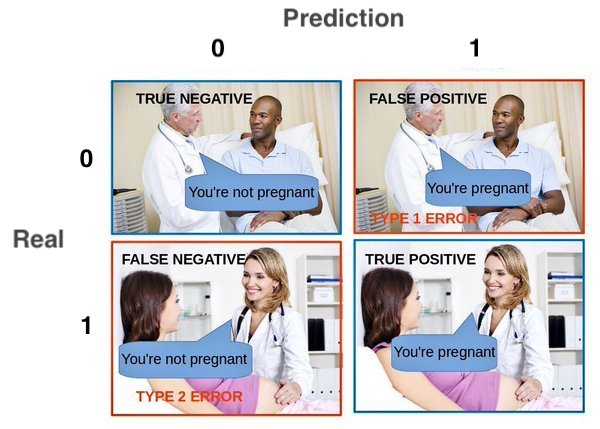 Prediction
0 1
TRUE NEGATIVE FALSE POSITIVE
0
You're not pregnant You're pregnant
TYPE 1 ERROR
Real
FALSE NEGATIVE TRUE POSITIVE
1
You're not pregnant You're pregnant
TYPE 2 ERROR